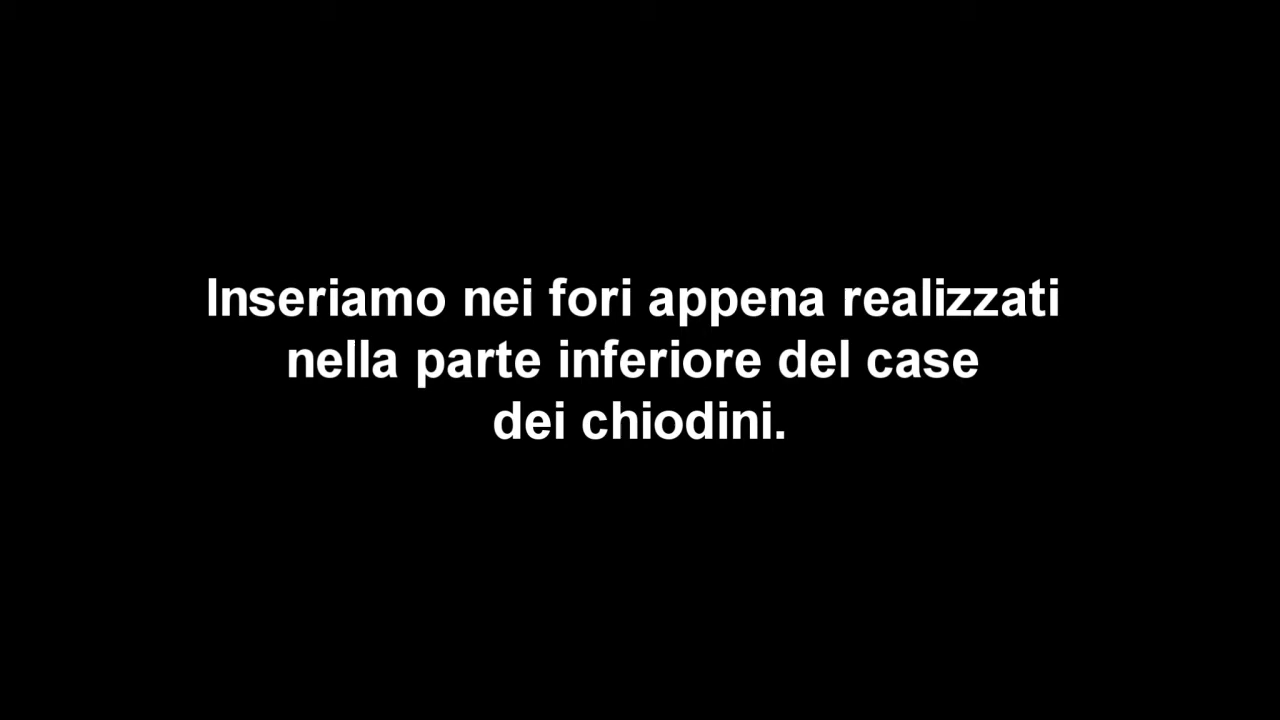 Inseriamo nei fori appena realizzati
nella parte inferiore del case
dei chiodini.